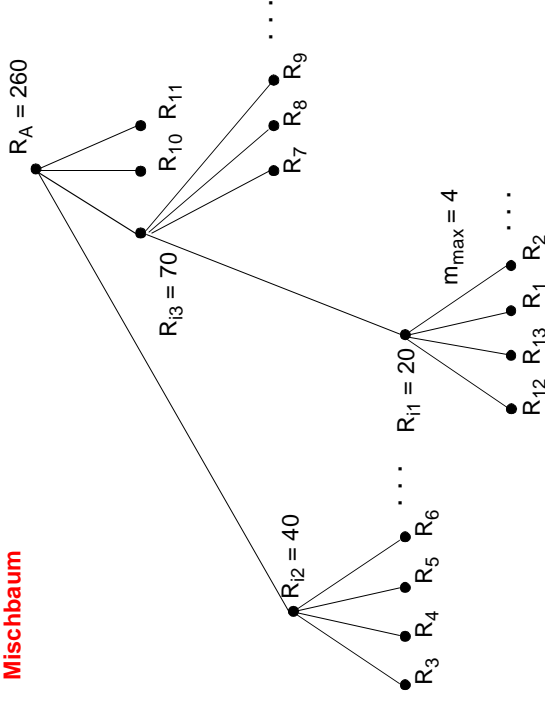 Mischbaum
R_A = 260
R_i3 = 70
R_10 R_11
. . .
R_i2 = 40
R_7 R_8 R_9
. . .
R_i1 = 20
R_3 R_4 R_5 R_6
m_max = 4
. . .
R_12 R_13 R_1 R_2